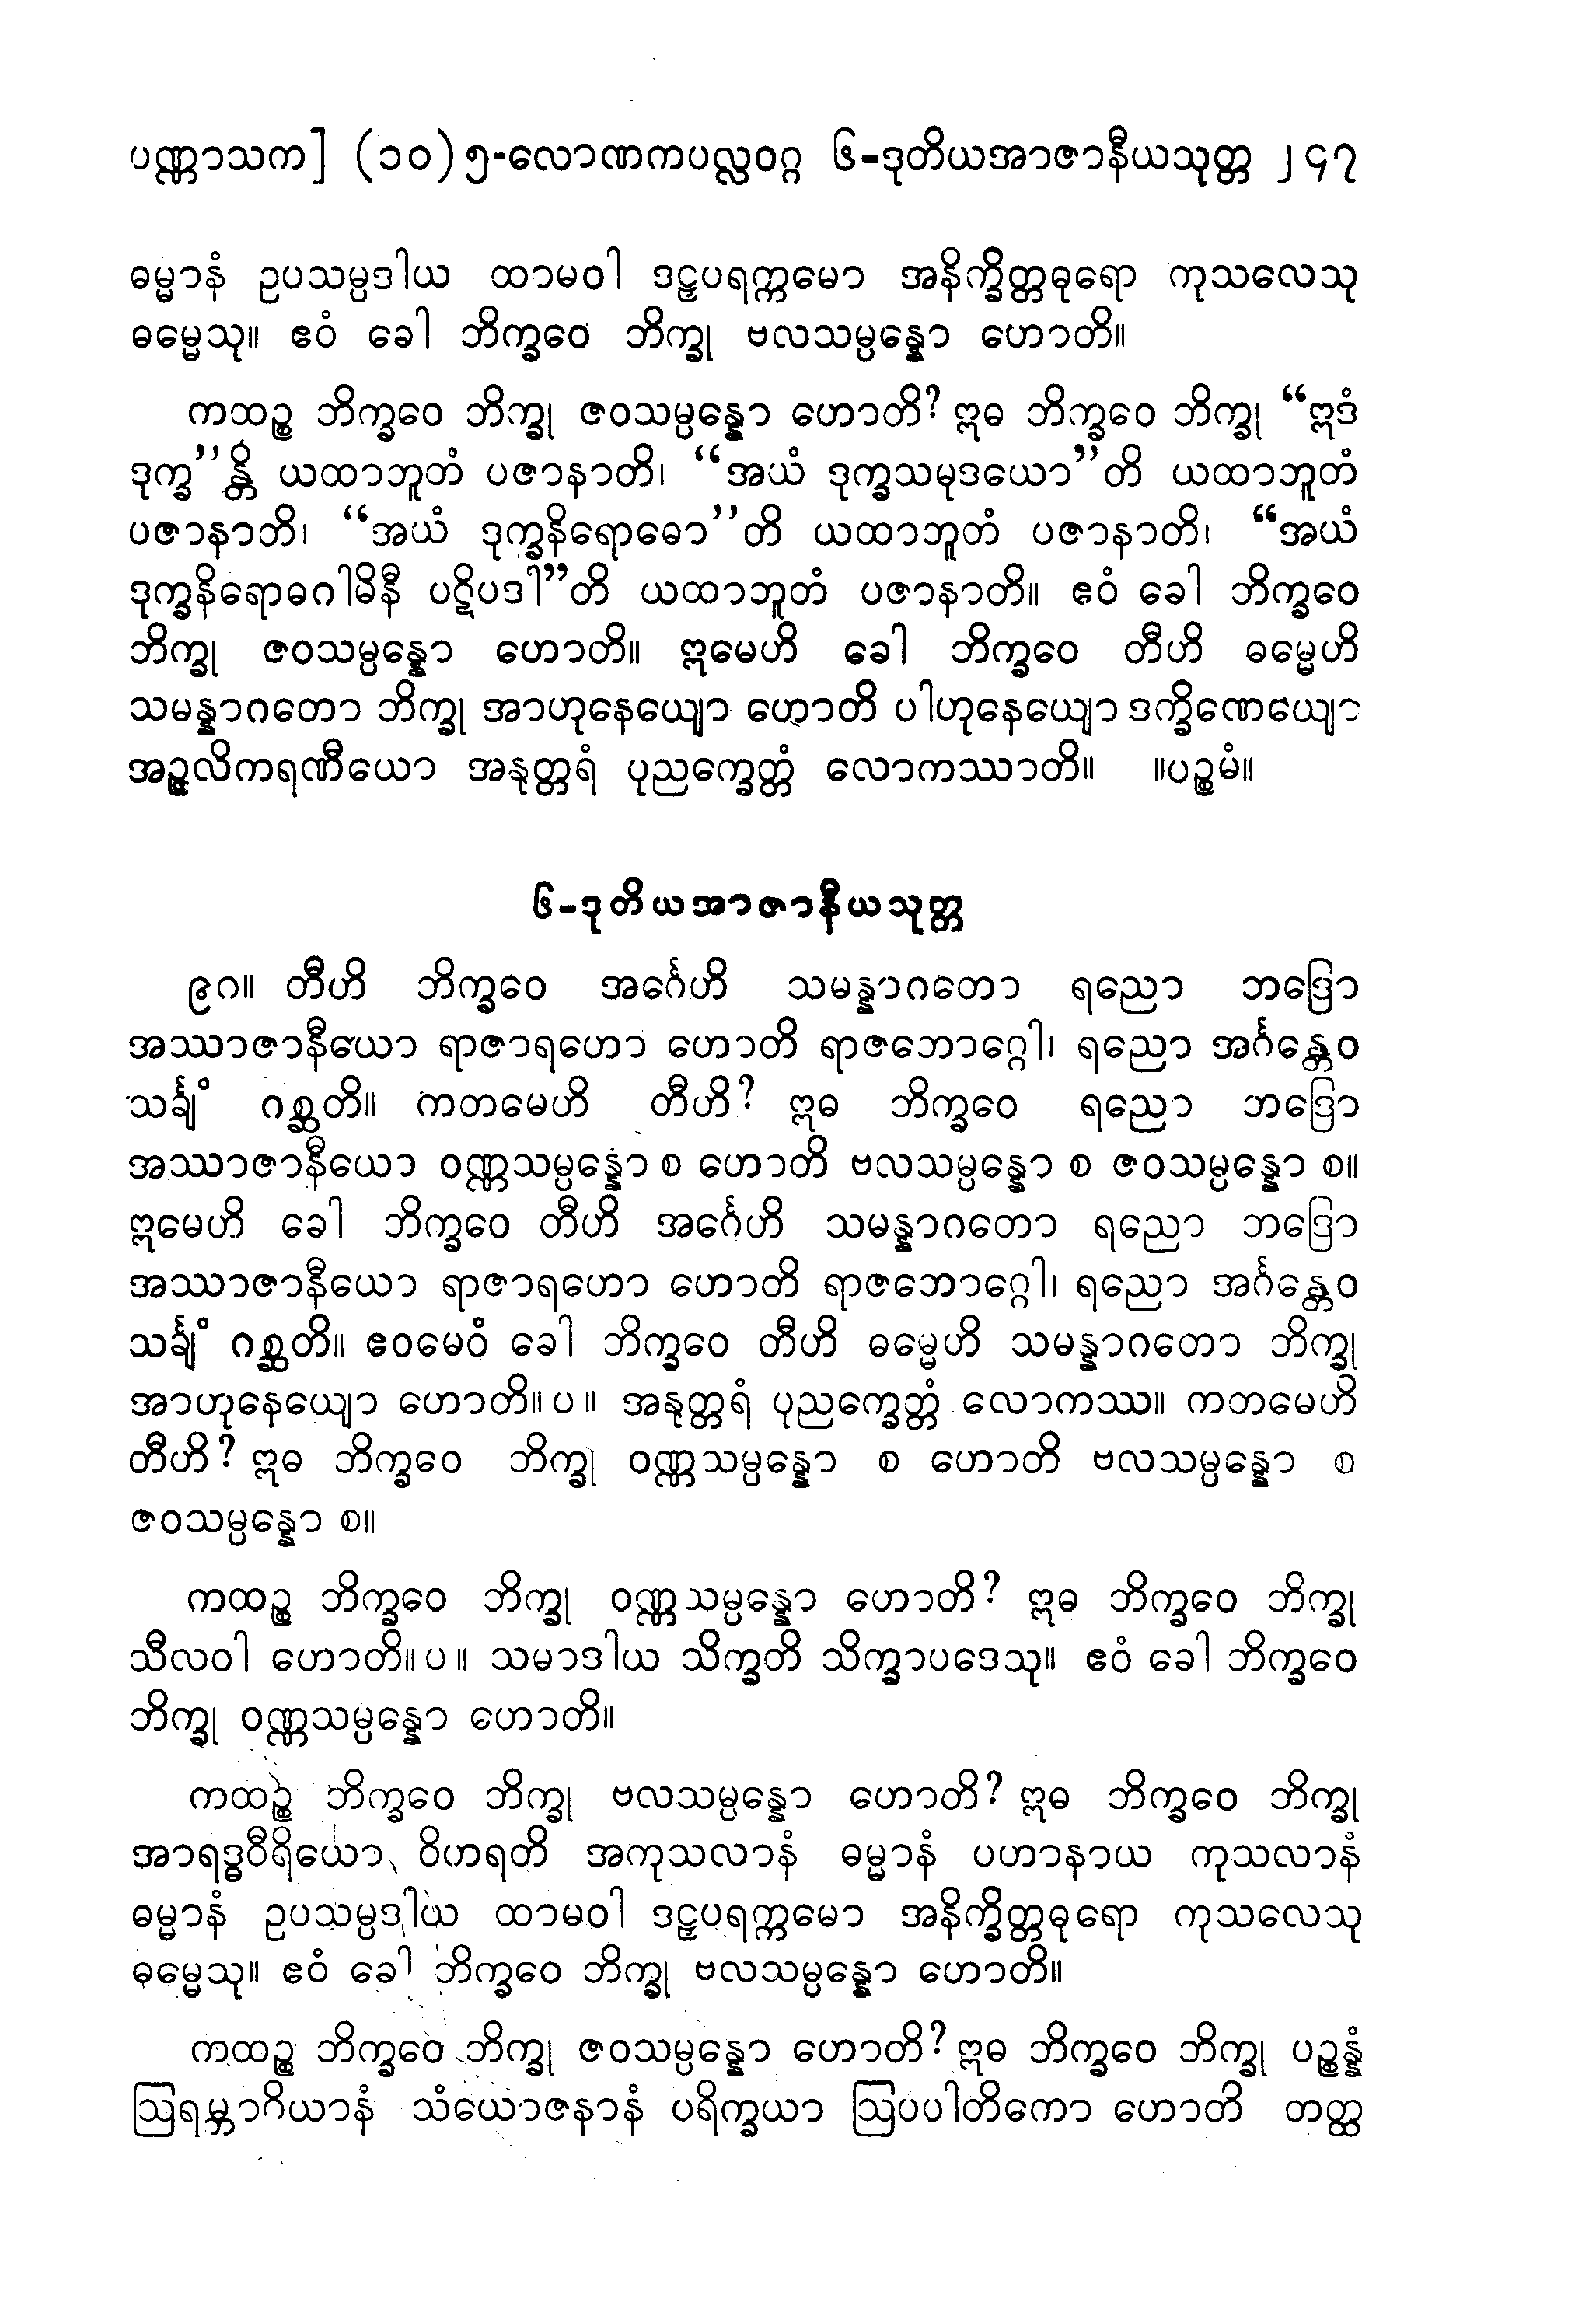 ပဏ္ဏာသက] (၁၀) ၅-လောဏကပလ္လဝဂ္ဂ ၆-ဒုတိယအာဇာနီယသုတ္တ ၂၄၇
ဓမ္မာနံ ဥပသမ္ပဒါယ ထာမဝါ ဒဠှပရက္ကမော အနိက္ခိတ္တဓုရော ကုသလေသု
ဓမ္မေသု။ ဧဝံ ခေါ ဘိက္ခဝေ ဘိက္ခု ဗလသမ္ပန္နော ဟောတိ။
ကထဉ္စ ဘိက္ခဝေ ဘိက္ခု ဇဝသမ္ပန္နော ဟောတိ? ဣဓ ဘိက္ခဝေ ဘိက္ခု “ဣဒံ
ဒုက္ခ”န္တိ ယထာဘူတံ ပဇာနာတိ၊ “အယံ ဒုက္ခသမုဒယော”တိ ယထာဘူတံ
ပဇာနာတိ၊ “အယံ ဒုက္ခနိရောဓော”တိ ယထာဘူတံ ပဇာနာတိ၊ “အယံ
ဒုက္ခနိရောဓဂါမိနီ ပဋိပဒါ”တိ ယထာဘူတံ ပဇာနာတိ။ ဧဝံ ခေါ ဘိက္ခဝေ
ဘိက္ခု ဇဝသမ္ပန္နော ဟောတိ။ ဣမေဟိ ခေါ ဘိက္ခဝေ တီဟိ ဓမ္မေဟိ
သမန္နာဂတော ဘိက္ခု အာဟုနေယျော ဟောတိ ပါဟုနေယျော ဒက္ခိဏေယျော
အဉ္ဇလိကရဏီယော အနုတ္တရံ ပုညက္ခေတ္တံ လောကဿာတိ။ ။ပဉ္စမံ။
၆-ဒုတိယအာဇာနီယသုတ္တ
၉၈။ တီဟိ ဘိက္ခဝေ အင်္ဂေဟိ သမန္နာဂတော ရညော ဘဒြော
အဿာဇာနီယော ရာဇာရဟော ဟောတိ ရာဇဘောဂ္ဂေါ၊ ရညော အင်္ဂန္တေဝ
သင်္ချံ ဂစ္ဆတိ။ ကတမေဟိ တီဟိ? ဣဓ ဘိက္ခဝေ ရညော ဘဒြော
အဿာဇာနီယော ဝဏ္ဏသမ္ပန္နော စ ဟောတိ ဗလသမ္ပန္နော စ ဇဝသမ္ပန္နော စ။
ဣမေဟိ ခေါ ဘိက္ခဝေ တီဟိ အင်္ဂေဟိ သမန္နာဂတော ရညော ဘဒြော
အဿာဇာနီယော ရာဇာရဟော ဟောတိ ရာဇဘောဂ္ဂေါ၊ ရညော အင်္ဂန္တေဝ
သင်္ချံ ဂစ္ဆတိ။ ဧဝမေဝံ ခေါ ဘိက္ခဝေ တီဟိ ဓမ္မေဟိ သမန္နာဂတော ဘိက္ခု
အာဟုနေယျော ဟောတိ။ ပ ။ အနုတ္တရံ ပုညက္ခေတ္တံ လောကဿ။ ကတမေဟိ
တီဟိ? ဣဓ ဘိက္ခဝေ ဘိက္ခု ဝဏ္ဏသမ္ပန္နော စ ဟောတိ ဗလသမ္ပန္နော စ
ဇဝသမ္ပန္နော စ။
ကထဉ္စ ဘိက္ခဝေ ဘိက္ခု ဝဏ္ဏသမ္ပန္နော ဟောတိ? ဣဓ ဘိက္ခဝေ ဘိက္ခု
သီလဝါ ဟောတိ။ ပ ။ သမာဒါယ သိက္ခတိ သိက္ခာပဒေသု။ ဧဝံ ခေါ ဘိက္ခဝေ
ဘိက္ခု ဝဏ္ဏသမ္ပန္နော ဟောတိ။
ကထဉ္စ ဘိက္ခဝေ ဘိက္ခု ဗလသမ္ပန္နော ဟောတိ? ဣဓ ဘိက္ခဝေ ဘိက္ခု
အာရဒ္ဓဝီရိယော ဝိဟရတိ အကုသလာနံ ဓမ္မာနံ ပဟာနာယ ကုသလာနံ
ဓမ္မာနံ ဥပသမ္ပဒါယ ထာမဝါ ဒဠှပရက္ကမော အနိက္ခိတ္တဓုရော ကုသလေသု
ဓမ္မေသု။ ဧဝံ ခေါ ဘိက္ခဝေ ဘိက္ခု ဗလသမ္ပန္နော ဟောတိ။
ကထဉ္စ ဘိက္ခဝေ ဘိက္ခု ဇဝသမ္ပန္နော ဟောတိ? ဣဓ ဘိက္ခဝေ ဘိက္ခု ပဉ္စန္နံ
ဩရမ္ဘာဂိယာနံ သံယောဇနာနံ ပရိက္ခယာ ဩပပါတိကော ဟောတိ တတ္ထ